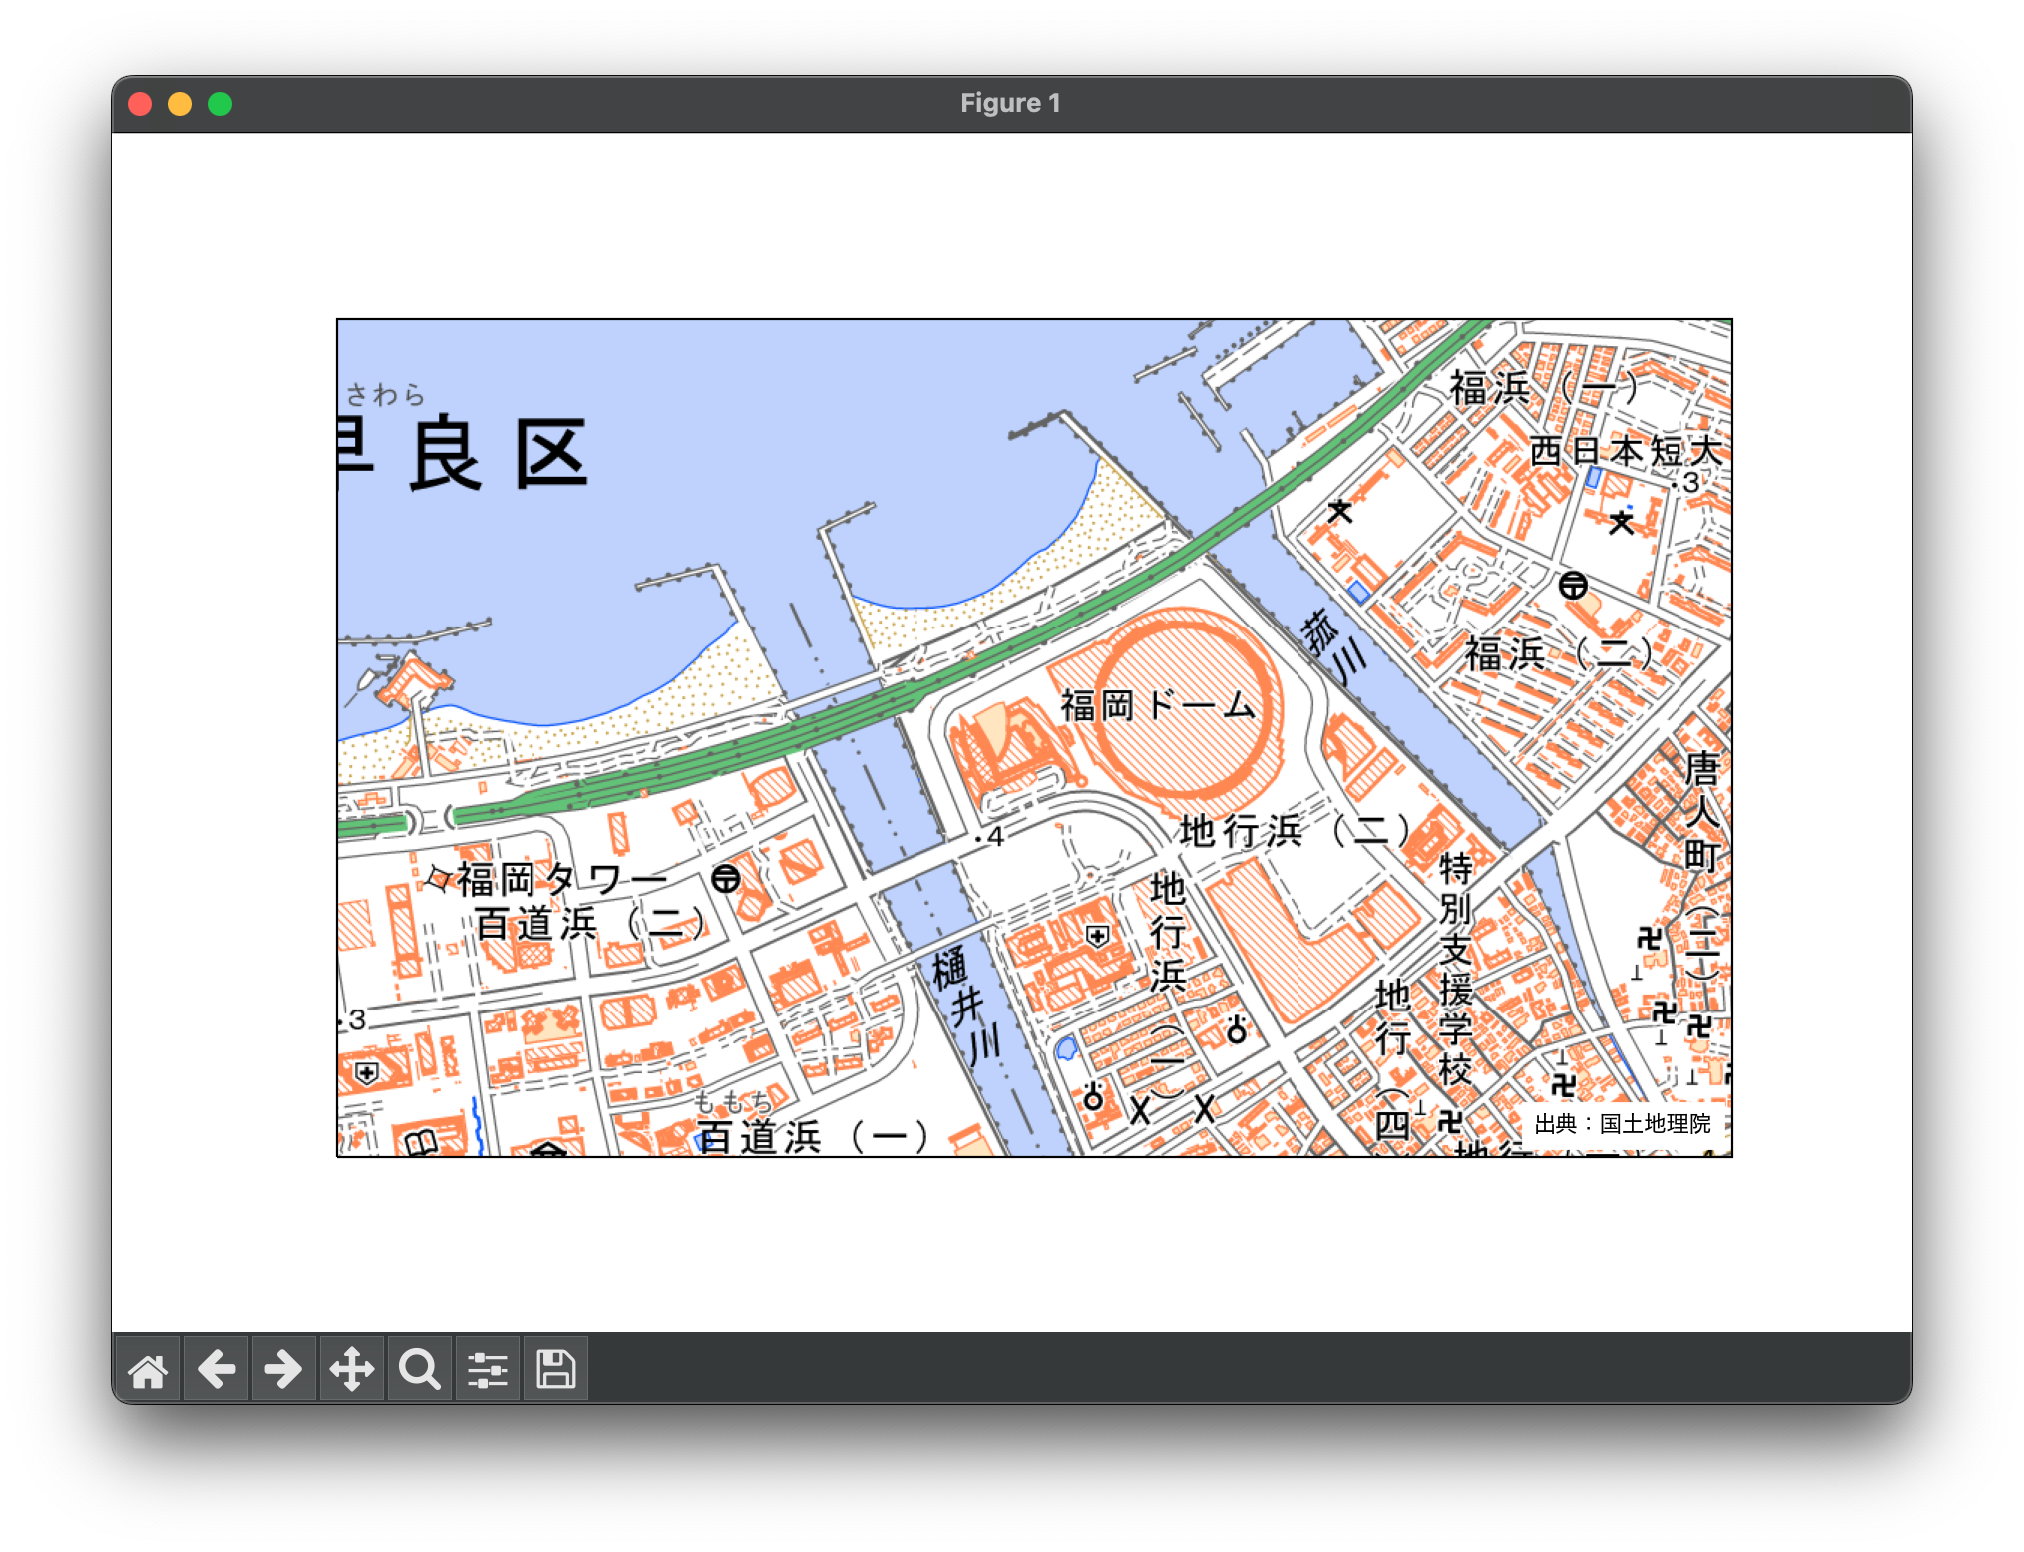 Figure 1
さわら
早良区
福浜（一）
西日本短大
3
菰川
福浜（二）
福岡ドーム
唐人町（三）
4
地行浜（二）
福岡タワー
百道浜（二）
特別支援学校
地行浜（一）
樋井川
地行（四）
3
ももち
百道浜（一）
出典：国土地理院